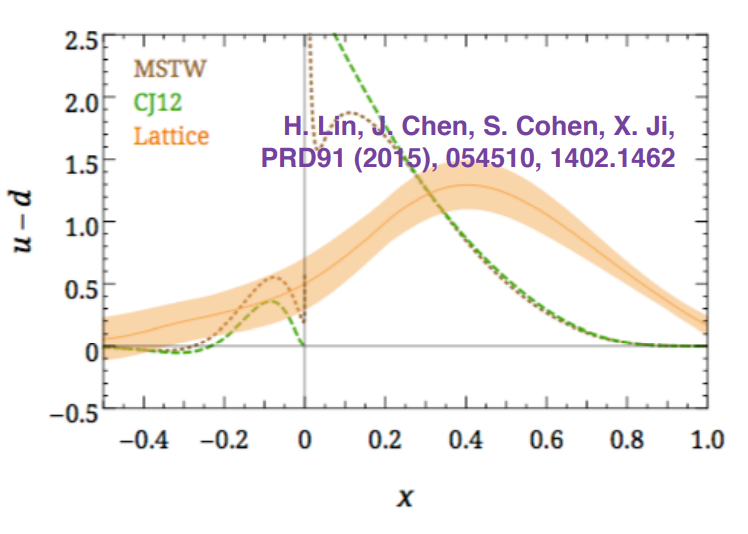 2.5
MSTW
CJ12
2.0
Lattice
H. Lin, J. Chen, S. Cohen, X. Ji,
PRD91 (2015), 054510, 1402.1462
1.5
u – d
1.0
0.5
0
−0.5
−0.4 −0.2 0 0.2 0.4 0.6 0.8 1.0
x